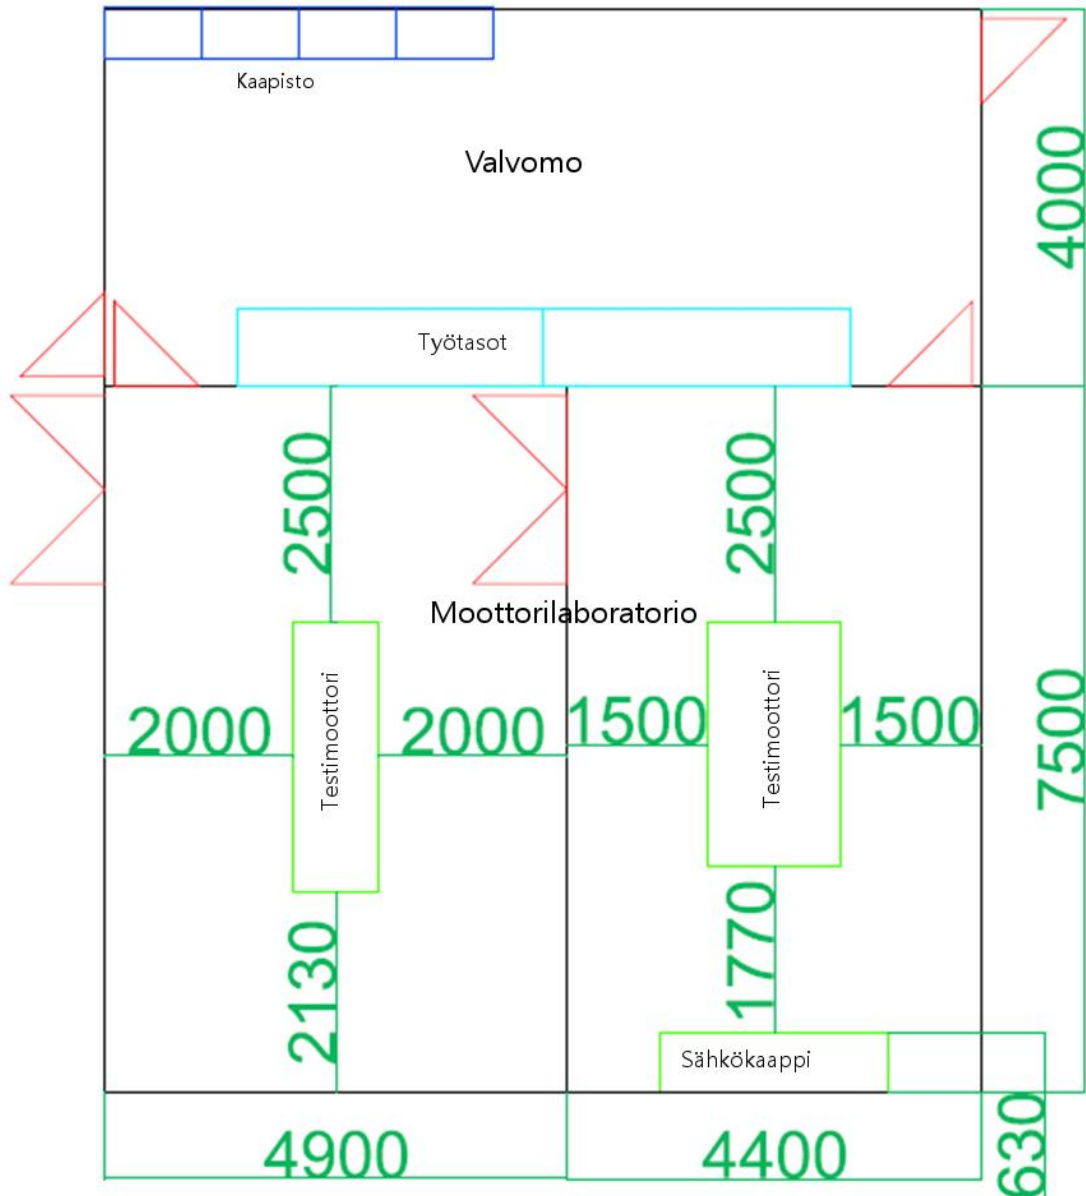 Kaapisto
Valvomo
4000
Työtasot
2500
2500
Moottorilaboratorio
2000
Testimoottori
2000
1500
Testimoottori
1500
7500
2130
1770
Sähkökaappi
630
4900
4400